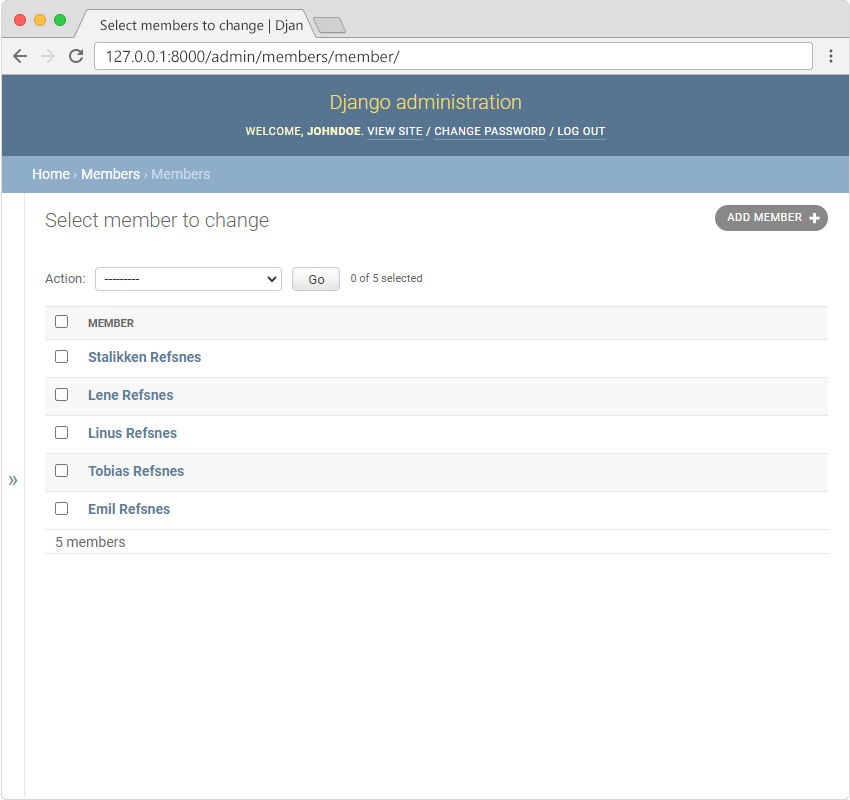 Select members to change | Djan
127.0.0.1:8000/admin/members/member/
Django administration
WELCOME, JOHNDOE. VIEW SITE / CHANGE PASSWORD / LOG OUT
Home › Members › Members
Select member to change
ADD MEMBER +
Action: --------- Go 0 of 5 selected
MEMBER
Stalikken Refsnes
Lene Refsnes
Linus Refsnes
Tobias Refsnes
»
Emil Refsnes
5 members